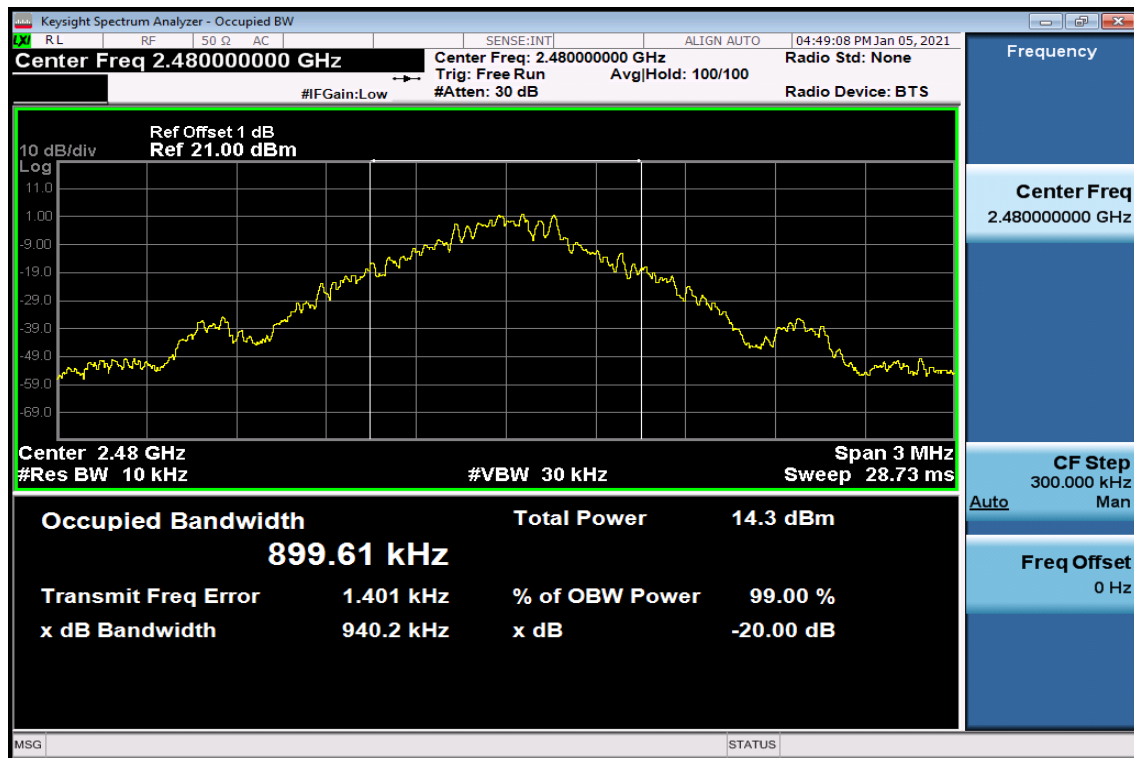 Keysight Spectrum Analyzer - Occupied BW
LXI RL RF 50 Ω AC SENSE:INT ALIGN AUTO 04:49:08 PM Jan 05, 2021
Center Freq 2.480000000 GHz
Center Freq: 2.480000000 GHz Radio Std: None
Trig: Free Run Avg|Hold: 100/100
#IFGain:Low #Atten: 30 dB Radio Device: BTS
Ref Offset 1 dB
10 dB/div Ref 21.00 dBm
Log
11.0
1.00
-9.00
-19.0
-29.0
-39.0
-49.0
-59.0
-69.0
Center 2.48 GHz Span 3 MHz
#Res BW 10 kHz #VBW 30 kHz Sweep 28.73 ms
Occupied Bandwidth Total Power 14.3 dBm
899.61 kHz
Transmit Freq Error 1.401 kHz % of OBW Power 99.00 %
x dB Bandwidth 940.2 kHz x dB -20.00 dB
MSG STATUS
Frequency
Center Freq
2.480000000 GHz
CF Step
300.000 kHz
Auto Man
Freq Offset
0 Hz